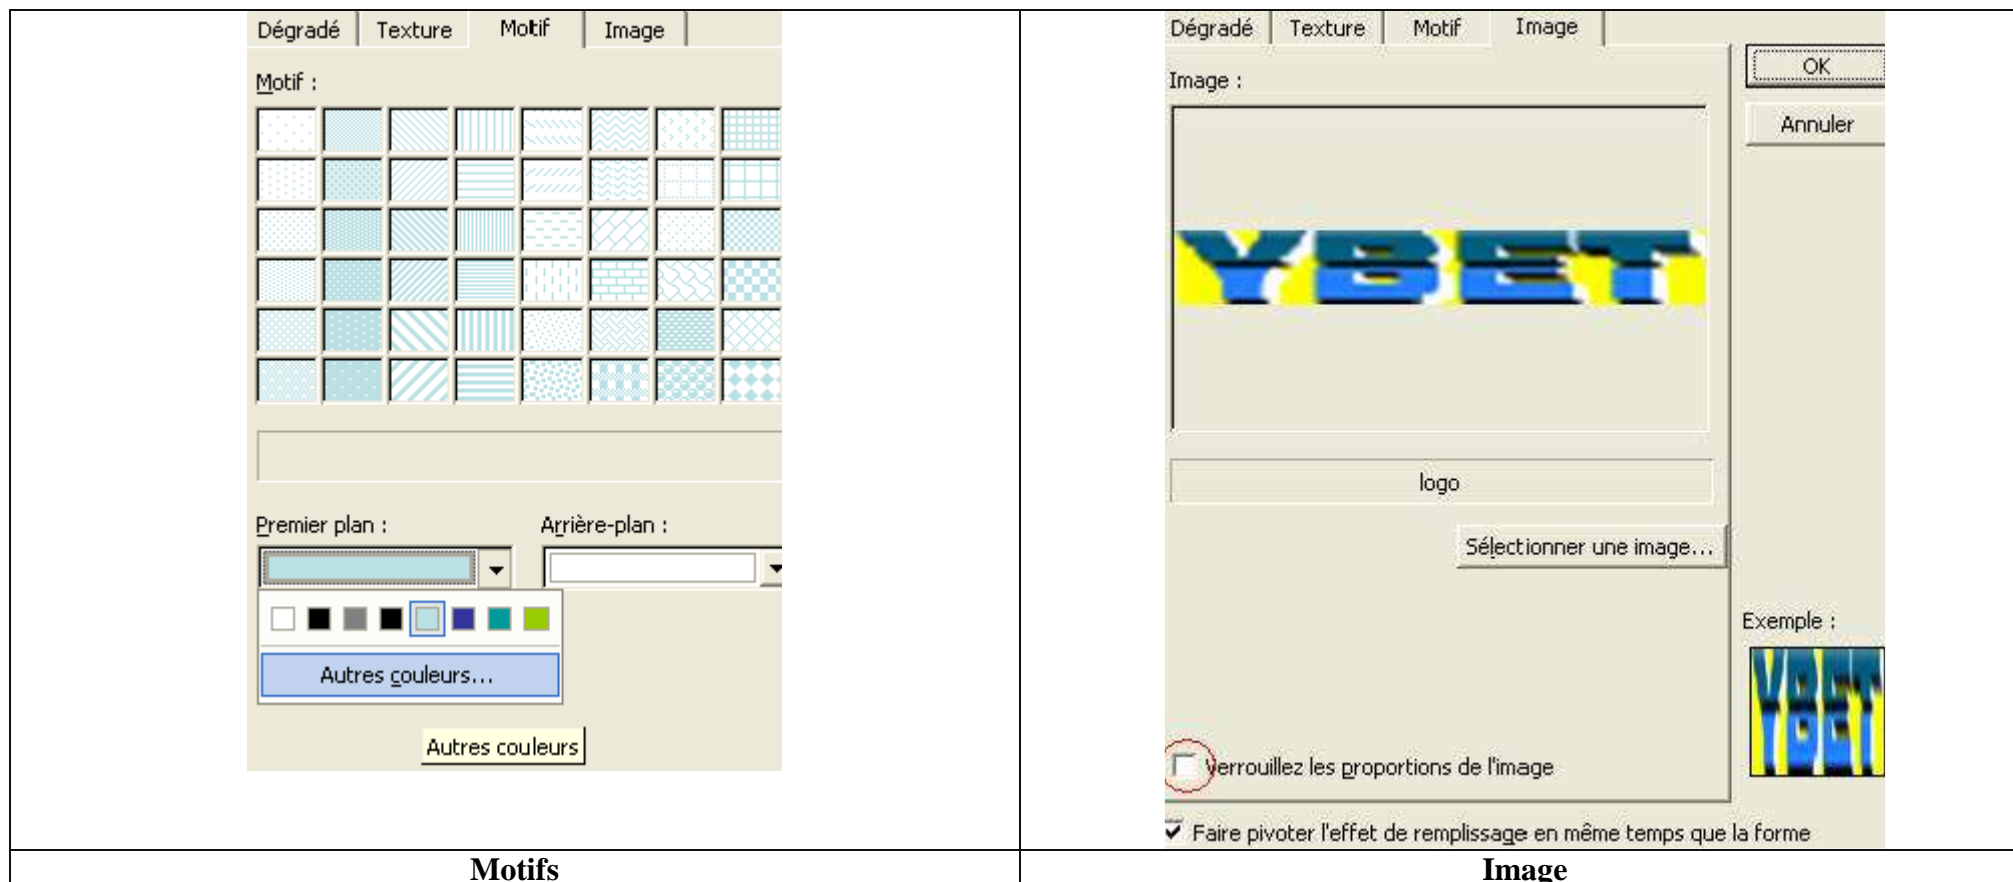 Dégradé Texture Motif Image
Motif :
Premier plan : Arrière-plan :
Autres couleurs...
Autres couleurs
Motifs
Dégradé Texture Motif Image
Image :
OK
Annuler
YBET
logo
Sélectionner une image...
Exemple :
YBET
Verrouillez les proportions de l'image
Faire pivoter l'effet de remplissage en même temps que la forme
Image